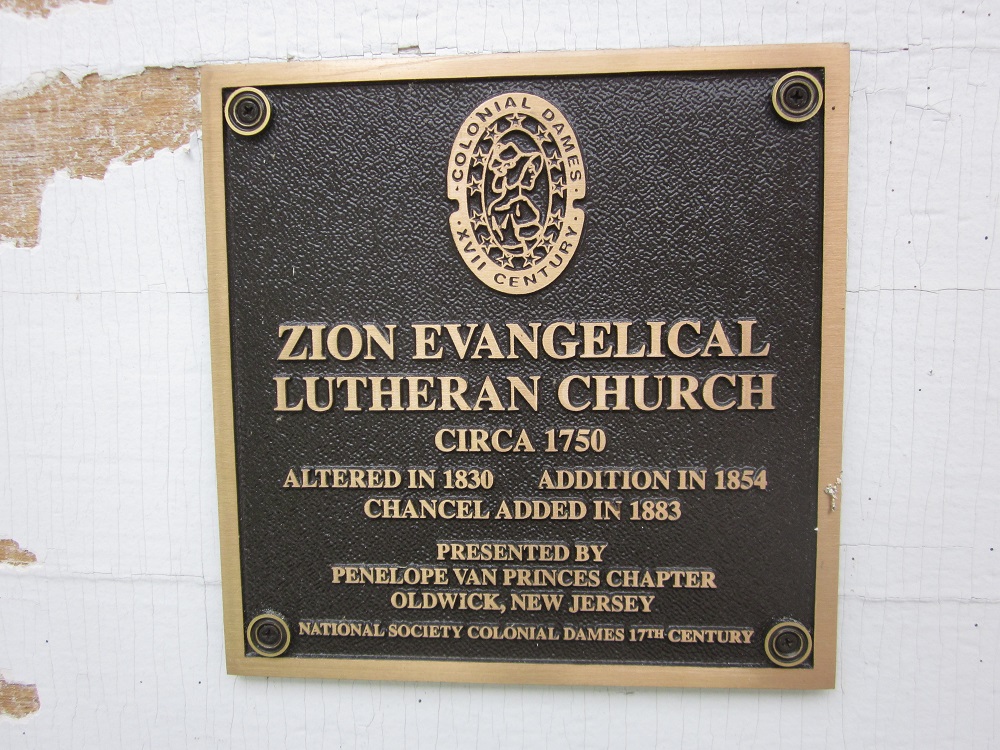 COLONIAL DAMES
XVII CENTURY
ZION EVANGELICAL
LUTHERAN CHURCH
CIRCA 1750
ALTERED IN 1830 ADDITION IN 1854
CHANCEL ADDED IN 1883
PRESENTED BY
PENELOPE VAN PRINCES CHAPTER
OLDWICK, NEW JERSEY
NATIONAL SOCIETY COLONIAL DAMES 17TH CENTURY